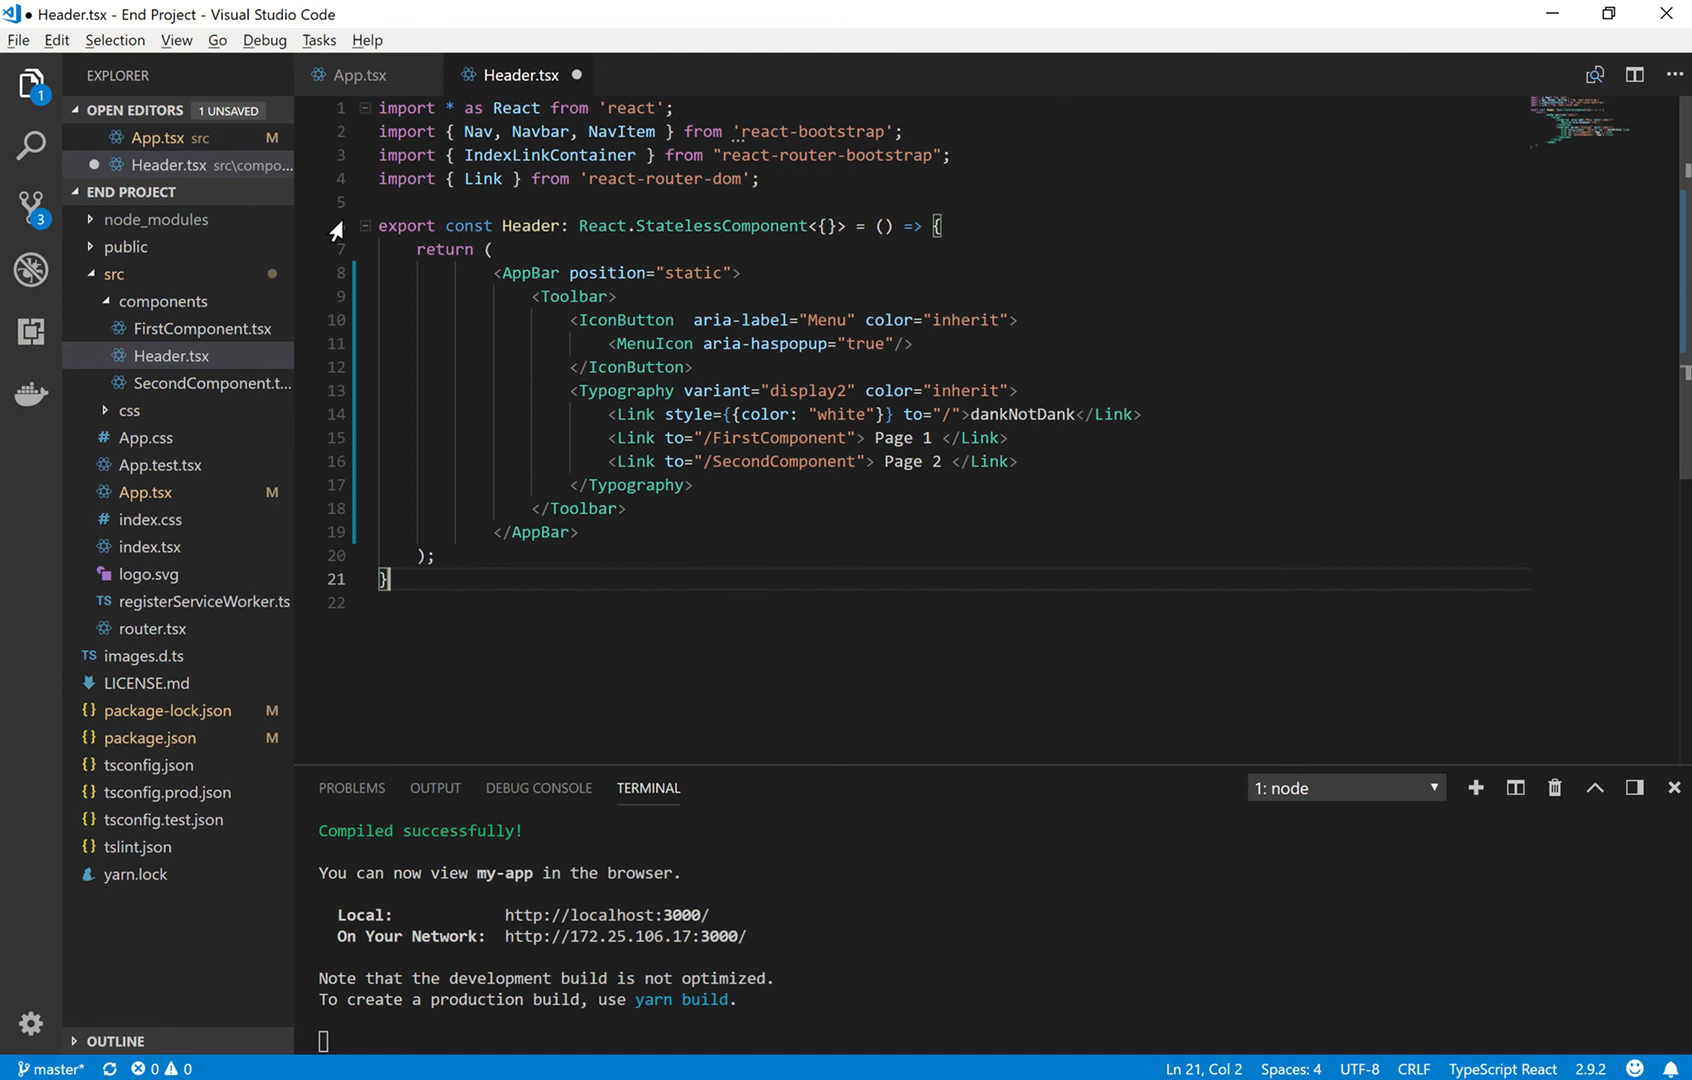 ● Header.tsx - End Project - Visual Studio Code
File Edit Selection View Go Debug Tasks Help
1
3
EXPLORER
OPEN EDITORS 1 UNSAVED
App.tsx src M
● Header.tsx src\compo...
END PROJECT
node_modules
public
src
components
FirstComponent.tsx
Header.tsx
SecondComponent.t...
css
# App.css
App.test.tsx
App.tsx M
# index.css
index.tsx
logo.svg
TS registerServiceWorker.ts
router.tsx
TS images.d.ts
LICENSE.md
{} package-lock.json M
{} package.json M
{} tsconfig.json
{} tsconfig.prod.json
{} tsconfig.test.json
{} tslint.json
yarn.lock
OUTLINE
App.tsx Header.tsx ●
1 import * as React from 'react';
2 import { Nav, Navbar, NavItem } from 'react-bootstrap';
3 import { IndexLinkContainer } from "react-router-bootstrap";
4 import { Link } from 'react-router-dom';
5
export const Header: React.StatelessComponent<{}> = () => {
7 return (
8 <AppBar position="static">
9 <Toolbar>
10 <IconButton  aria-label="Menu" color="inherit">
11 <MenuIcon aria-haspopup="true"/>
12 </IconButton>
13 <Typography variant="display2" color="inherit">
14 <Link style={{color: "white"}} to="/">dankNotDank</Link>
15 <Link to="/FirstComponent"> Page 1 </Link>
16 <Link to="/SecondComponent"> Page 2 </Link>
17 </Typography>
18 </Toolbar>
19 </AppBar>
20 );
21 }
22
PROBLEMS OUTPUT DEBUG CONSOLE TERMINAL 1: node
Compiled successfully!
You can now view my-app in the browser.
Local: http://localhost:3000/
On Your Network: http://172.25.106.17:3000/
Note that the development build is not optimized.
To create a production build, use yarn build.
master* 0 0 Ln 21, Col 2 Spaces: 4 UTF-8 CRLF TypeScript React 2.9.2